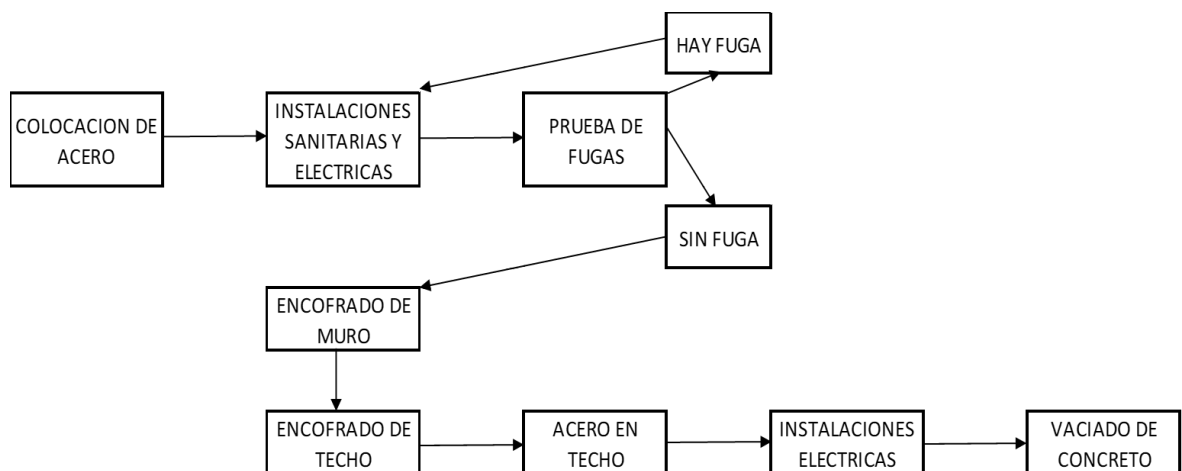 HAY FUGA
COLOCACION DE
ACERO
INSTALACIONES
SANITARIAS Y
ELECTRICAS
PRUEBA DE
FUGAS
SIN FUGA
ENCOFRADO DE
MURO
ENCOFRADO DE
TECHO
ACERO EN
TECHO
INSTALACIONES
ELECTRICAS
VACIADO DE
CONCRETO